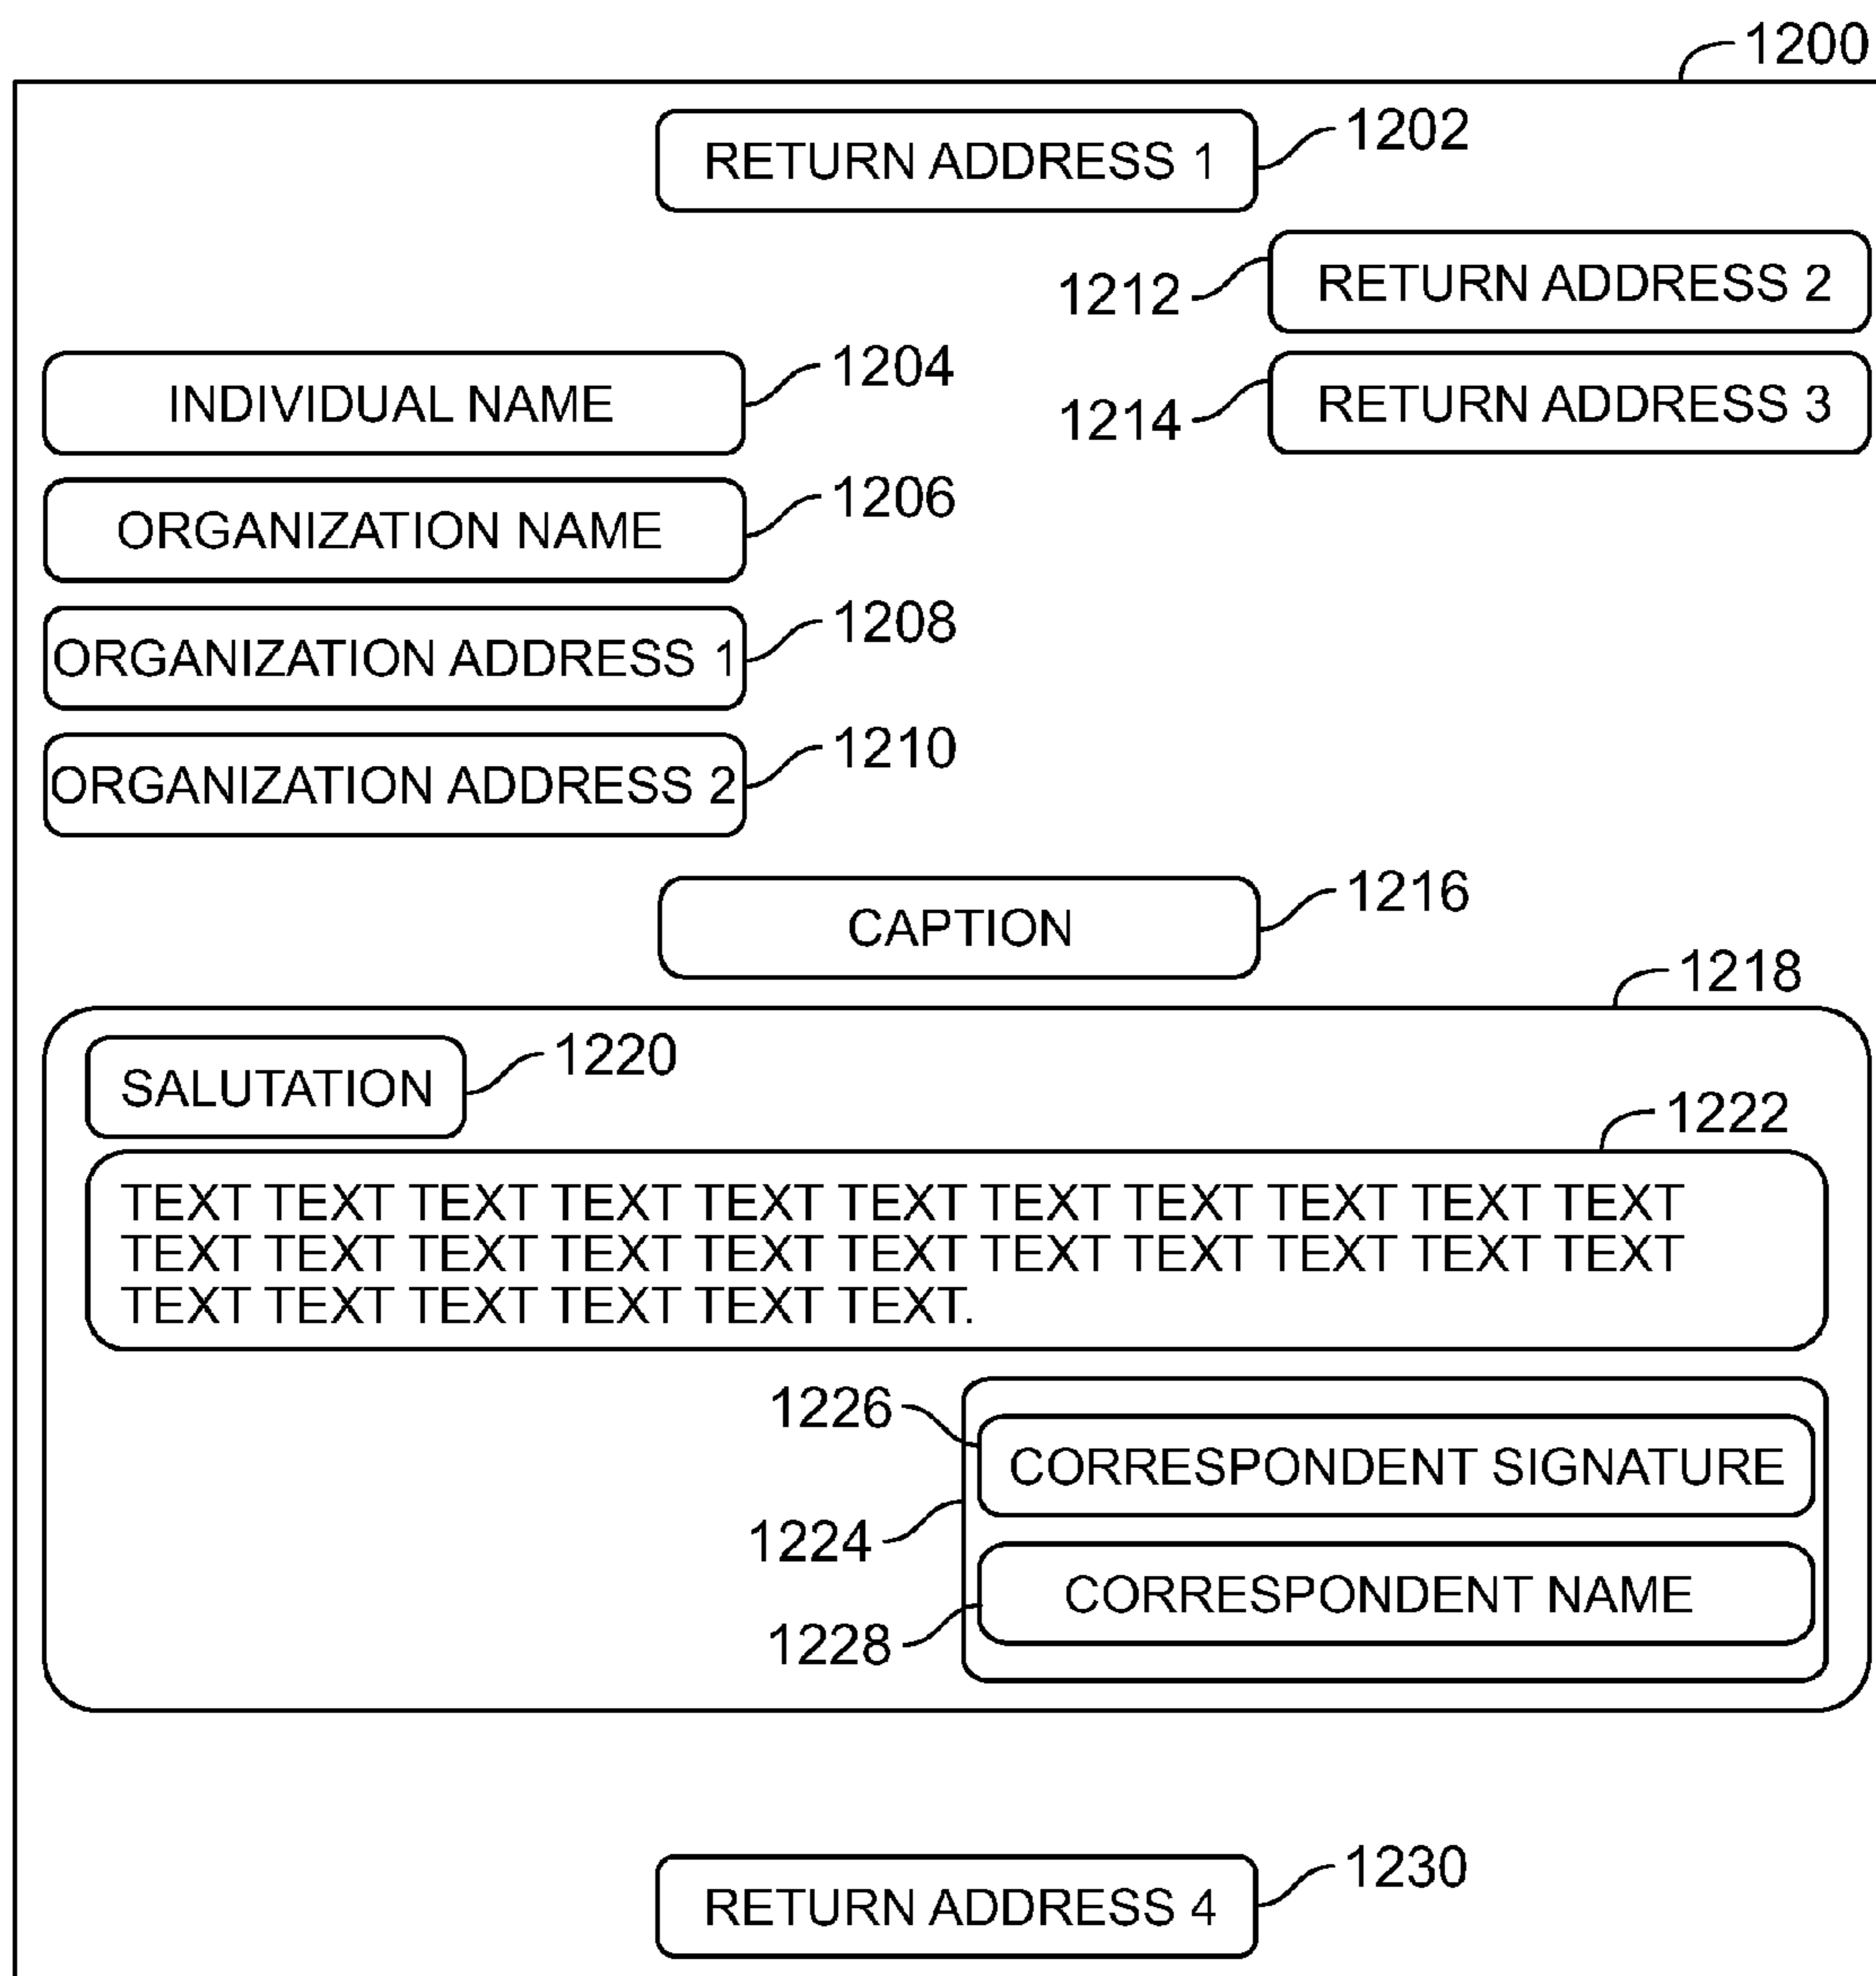 1200
RETURN ADDRESS 1
1202
1212
RETURN ADDRESS 2
INDIVIDUAL NAME
1204
1214
RETURN ADDRESS 3
ORGANIZATION NAME
1206
ORGANIZATION ADDRESS 1
1208
ORGANIZATION ADDRESS 2
1210
CAPTION
1216
1218
SALUTATION
1220
1222
TEXT TEXT TEXT TEXT TEXT TEXT TEXT TEXT TEXT TEXT TEXT
TEXT TEXT TEXT TEXT TEXT TEXT TEXT TEXT TEXT TEXT TEXT
TEXT TEXT TEXT TEXT TEXT TEXT.
1226
CORRESPONDENT SIGNATURE
1224
CORRESPONDENT NAME
1228
RETURN ADDRESS 4
1230